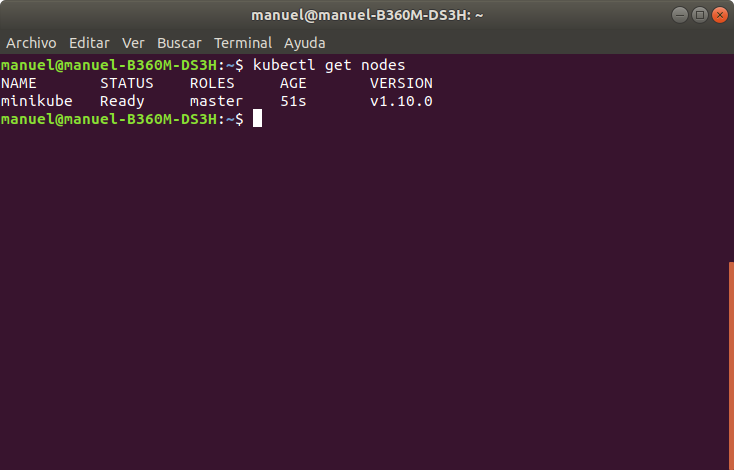 manuel@manuel-B360M-DS3H: ~
Archivo Editar Ver Buscar Terminal Ayuda
manuel@manuel-B360M-DS3H:~$ kubectl get nodes
NAME STATUS ROLES AGE VERSION
minikube Ready master 51s v1.10.0
manuel@manuel-B360M-DS3H:~$